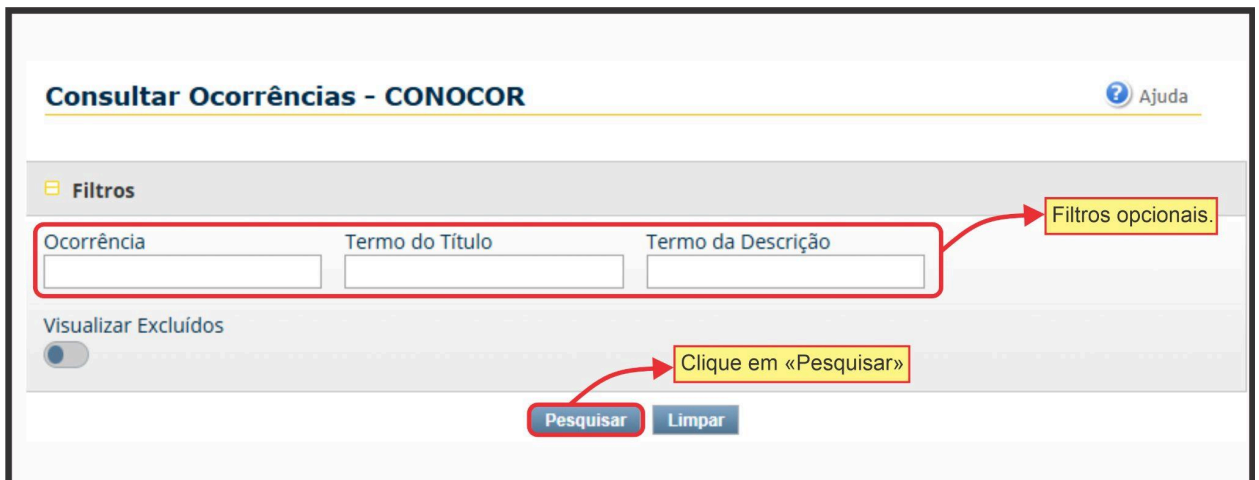 Consultar Ocorrências - CONOCOR
Ajuda
Filtros
Filtros opcionais.
Ocorrência Termo do Título Termo da Descrição
Visualizar Excluídos
Clique em «Pesquisar»
Pesquisar Limpar